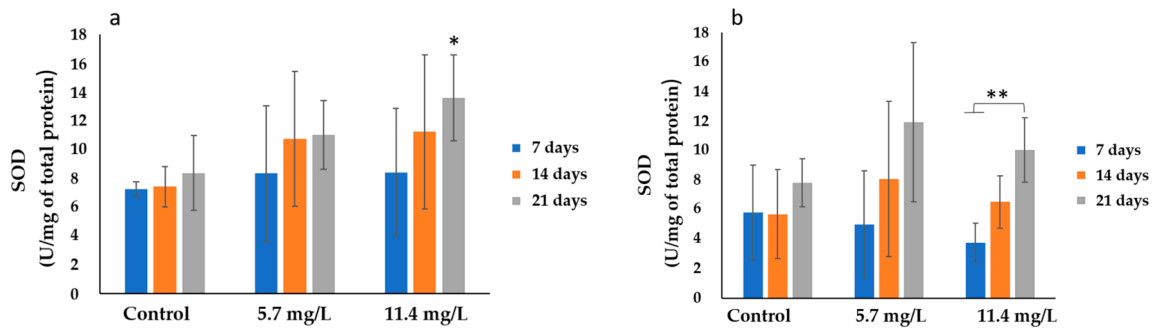 a
SOD
(U/mg of total protein)
18
16
14
12
10
8
6
4
2
0
*
Control
5.7 mg/L
11.4 mg/L
7 days
14 days
21 days
b
SOD
(U/mg of total protein)
18
16
14
12
10
8
6
4
2
0
**
Control
5.7 mg/L
11.4 mg/L
7 days
14 days
21 days